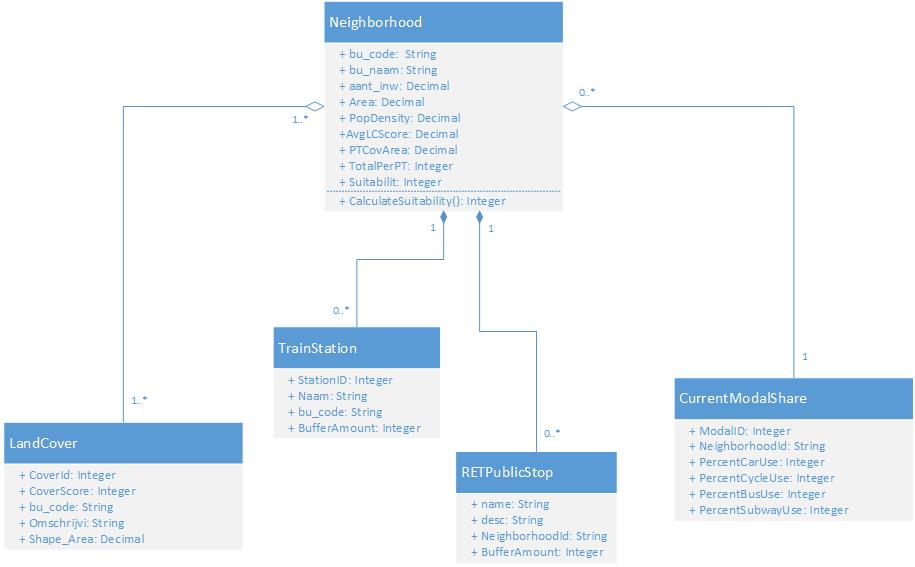 Neighborhood
+ bu_code: String
+ bu_naam: String
+ aant_inw: Decimal
+ Area: Decimal
+ PopDensity: Decimal
+AvgLCScore: Decimal
+ PTCovArea: Decimal
+ TotalPerPT: Integer
+ Suitabilit: Integer
+ CalculateSuitability(): Integer
1..*
0..*
1
1
0..*
1..*
0..*
1
TrainStation
+ StationID: Integer
+ Naam: String
+ bu_code: String
+ BufferAmount: Integer
LandCover
+ CoverId: Integer
+ CoverScore: Integer
+ bu_code: String
+ Omschrijvi: String
+ Shape_Area: Decimal
RETPublicStop
+ name: String
+ desc: String
+ NeighborhoodId: String
+ BufferAmount: Integer
CurrentModalShare
+ ModalID: Integer
+ NeighborhoodId: String
+ PercentCarUse: Integer
+ PercentCycleUse: Integer
+ PercentBusUse: Integer
+ PercentSubwayUse: Integer